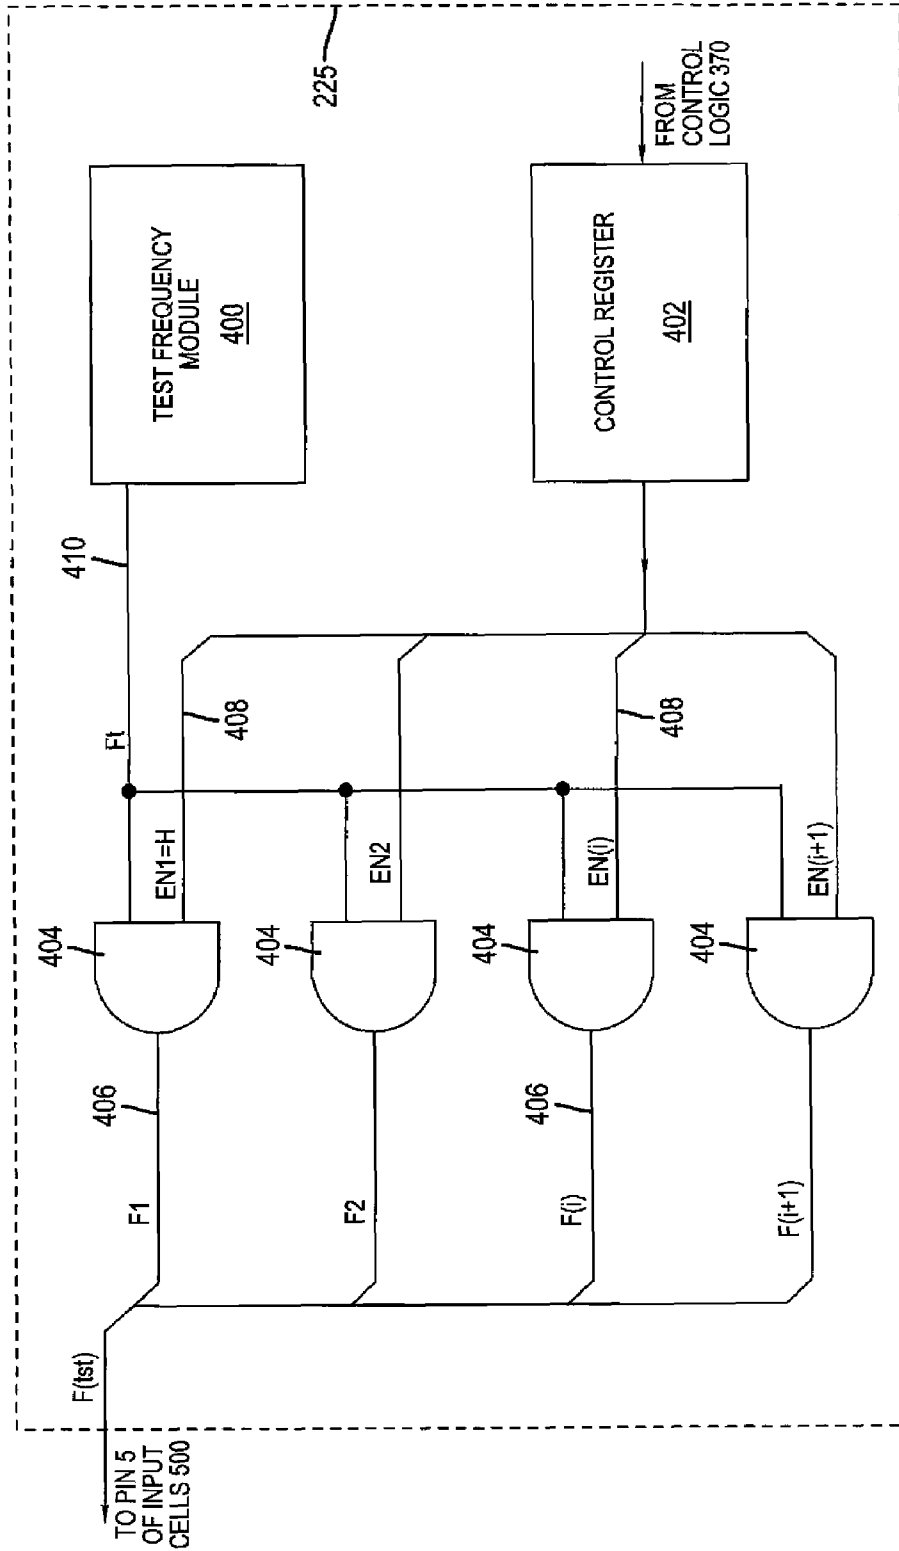 225
TEST FREQUENCY
MODULE
400
FROM
CONTROL
LOGIC 370
CONTROL REGISTER
402
410
Ft
408
408
EN1=H
EN2
EN(i)
EN(i+1)
404
404
404
404
406
406
F1
F2
F(i)
F(i+1)
F(tst)
TO PIN 5
OF INPUT
CELLS 500